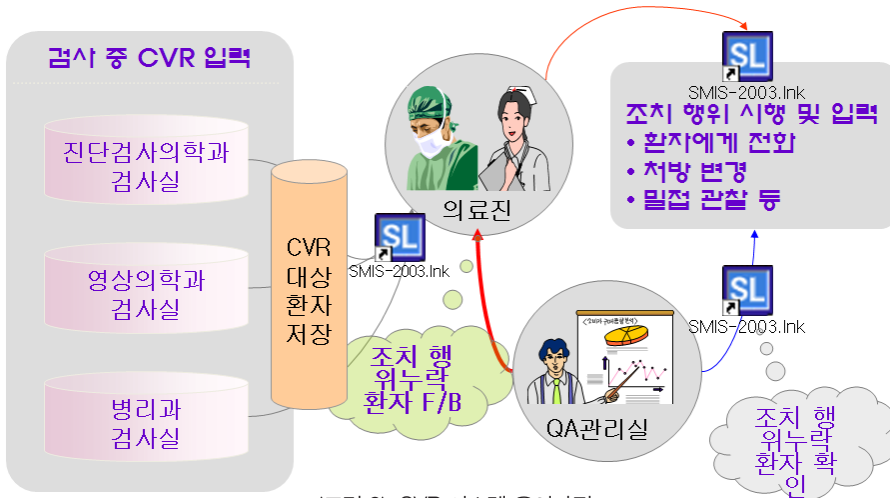 검사 중 CVR 입력
진단검사의학과
검사실
영상의학과
검사실
병리과
검사실
CVR
대상
환자
저장
SL
SMIS-2003.lnk
의료진
조치 행
위누락
환자 F/B
SL
SMIS-2003.lnk
조치 행위 시행 및 입력
• 환자에게 전화
• 처방 변경
• 밀접 관찰 등
SL
SMIS-2003.lnk
QA관리실
조치 행
위누락
환자 확
인